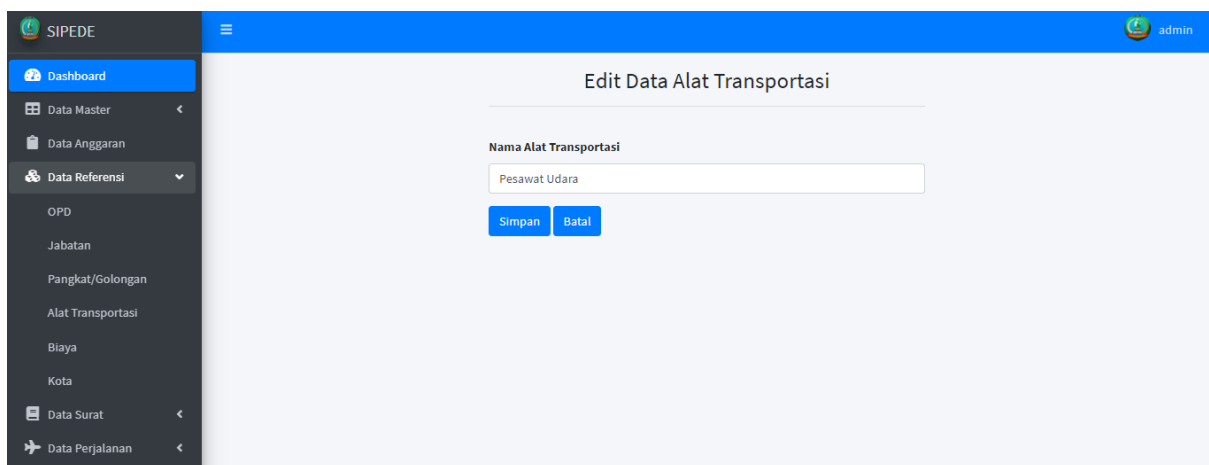 SIPEDE
admin
Dashboard
Data Master
Data Anggaran
Data Referensi
OPD
Jabatan
Pangkat/Golongan
Alat Transportasi
Biaya
Kota
Data Surat
Data Perjalanan
Edit Data Alat Transportasi
Nama Alat Transportasi
Pesawat Udara
Simpan Batal